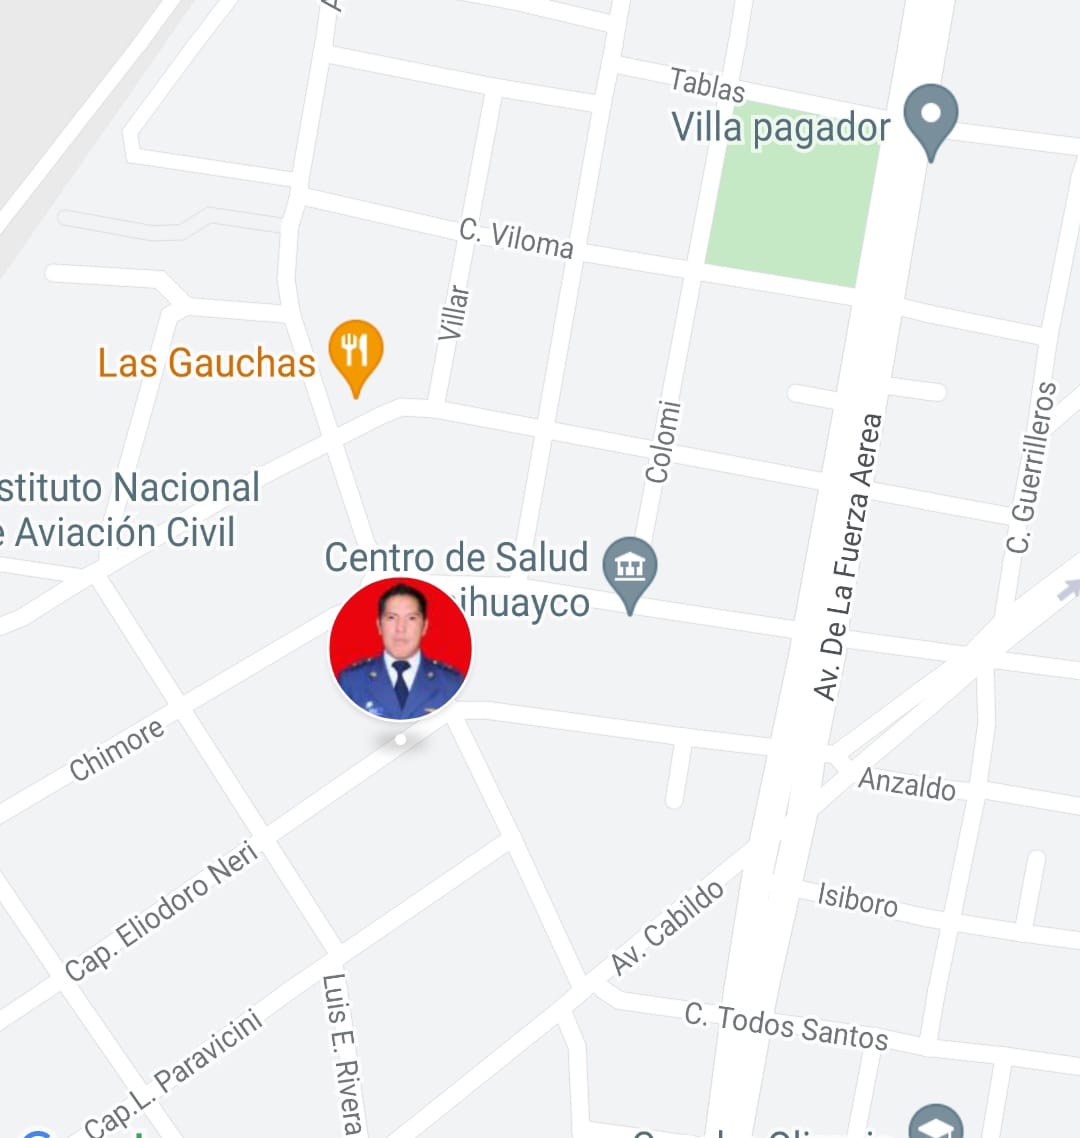 Tablas
Villa pagador
C. Viloma
Villar
Las Gauchas
Colomi
C. Guerrilleros
Av. De La Fuerza Aerea
stituto Nacional
e Aviación Civil
Centro de Salud
ihuayco
Chimore
Anzaldo
Cap. Eliodoro Neri
Isiboro
Av. Cabildo
Luis E. Rivera
C. Todos Santos
Cap.L. Paravicini